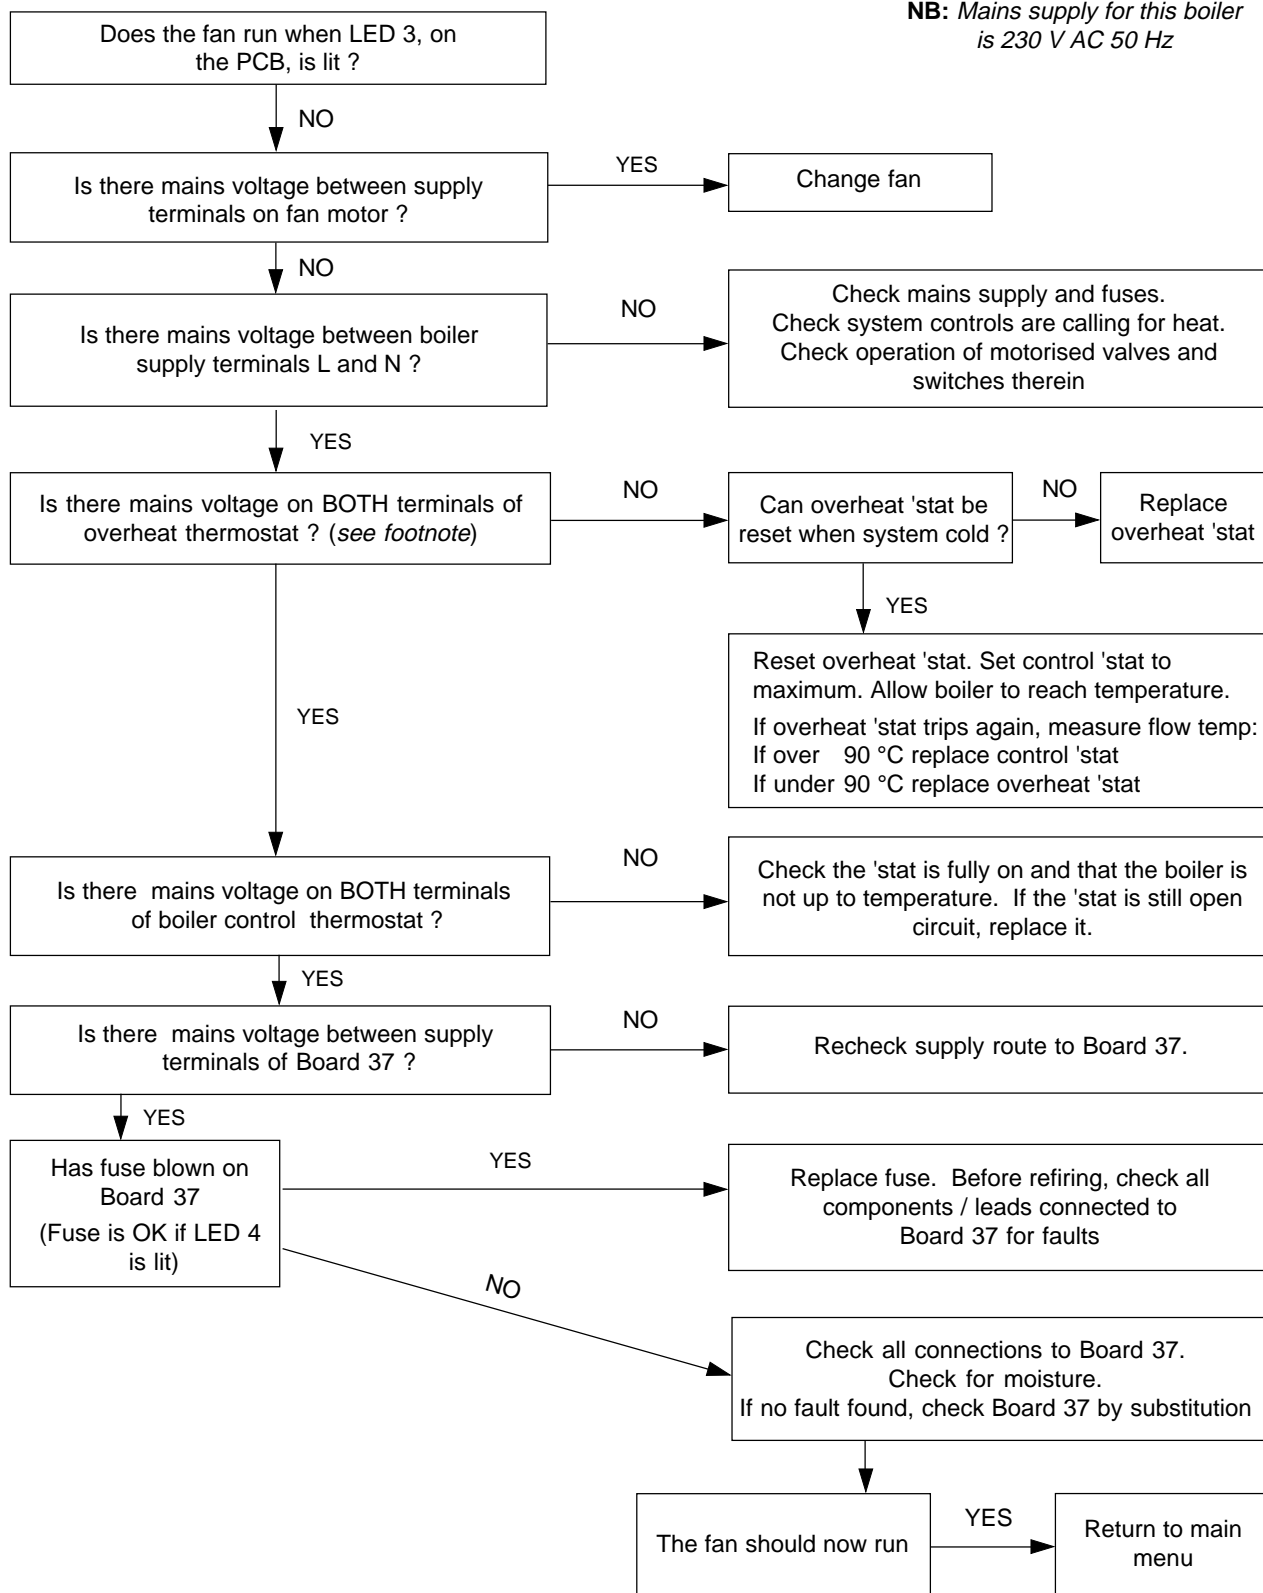 NB: Mains supply for this boiler
is 230 V AC 50 Hz
Does the fan run when LED 3, on
the PCB, is lit ?
NO
Is there mains voltage between supply
terminals on fan motor ?
YES
Change fan
NO
Is there mains voltage between boiler
supply terminals L and N ?
NO
Check mains supply and fuses.
Check system controls are calling for heat.
Check operation of motorised valves and
switches therein
YES
Is there mains voltage on BOTH terminals of
overheat thermostat ? (see footnote)
NO
Can overheat 'stat be
reset when system cold ?
NO
Replace
overheat 'stat
YES
Reset overheat 'stat. Set control 'stat to
maximum. Allow boiler to reach temperature.
If overheat 'stat trips again, measure flow temp:
If over 90 °C replace control 'stat
If under 90 °C replace overheat 'stat
YES
Is there mains voltage on BOTH terminals
of boiler control thermostat ?
NO
Check the 'stat is fully on and that the boiler is
not up to temperature. If the 'stat is still open
circuit, replace it.
YES
Is there mains voltage between supply
terminals of Board 37 ?
NO
Recheck supply route to Board 37.
YES
Has fuse blown on
Board 37
(Fuse is OK if LED 4
is lit)
YES
Replace fuse. Before refiring, check all
components / leads connected to
Board 37 for faults
NO
Check all connections to Board 37.
Check for moisture.
If no fault found, check Board 37 by substitution
The fan should now run
YES
Return to main
menu